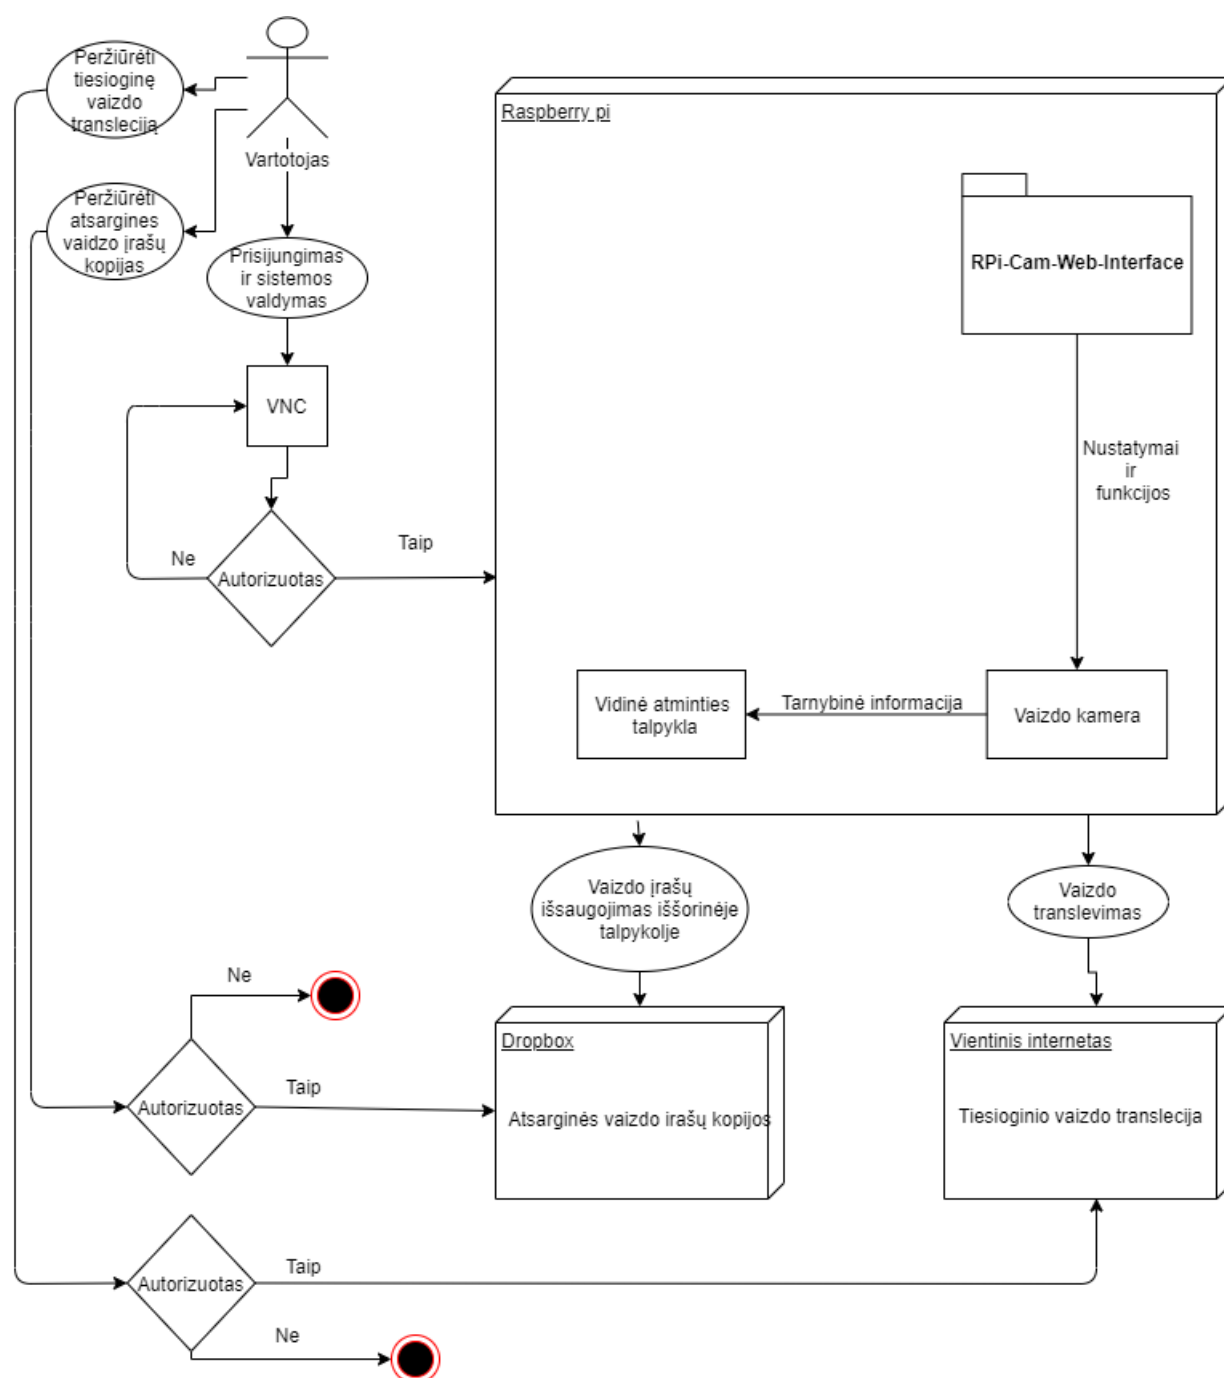 Peržiūrėti
tiesioginę
vaizdo
transleciją
Vartotojas
Peržiūrėti
atsargines
vaidzo įrašų
kopijas
Prisijungimas
ir sistemos
valdymas
VNC
Ne
Autorizuotas
Taip
Raspberry pi
RPi-Cam-Web-Interface
Nustatymai
ir
funkcijos
Vidinė atminties
talpykla
Tarnybinė informacija
Vaizdo kamera
Vaizdo įrašų
išsaugojimas iššorinėje
talpykolje
Vaizdo
translevimas
Ne
Autorizuotas
Taip
Dropbox
Atsarginės vaizdo irašų kopijos
Vientinis internetas
Tiesioginio vaizdo translecija
Autorizuotas
Taip
Ne